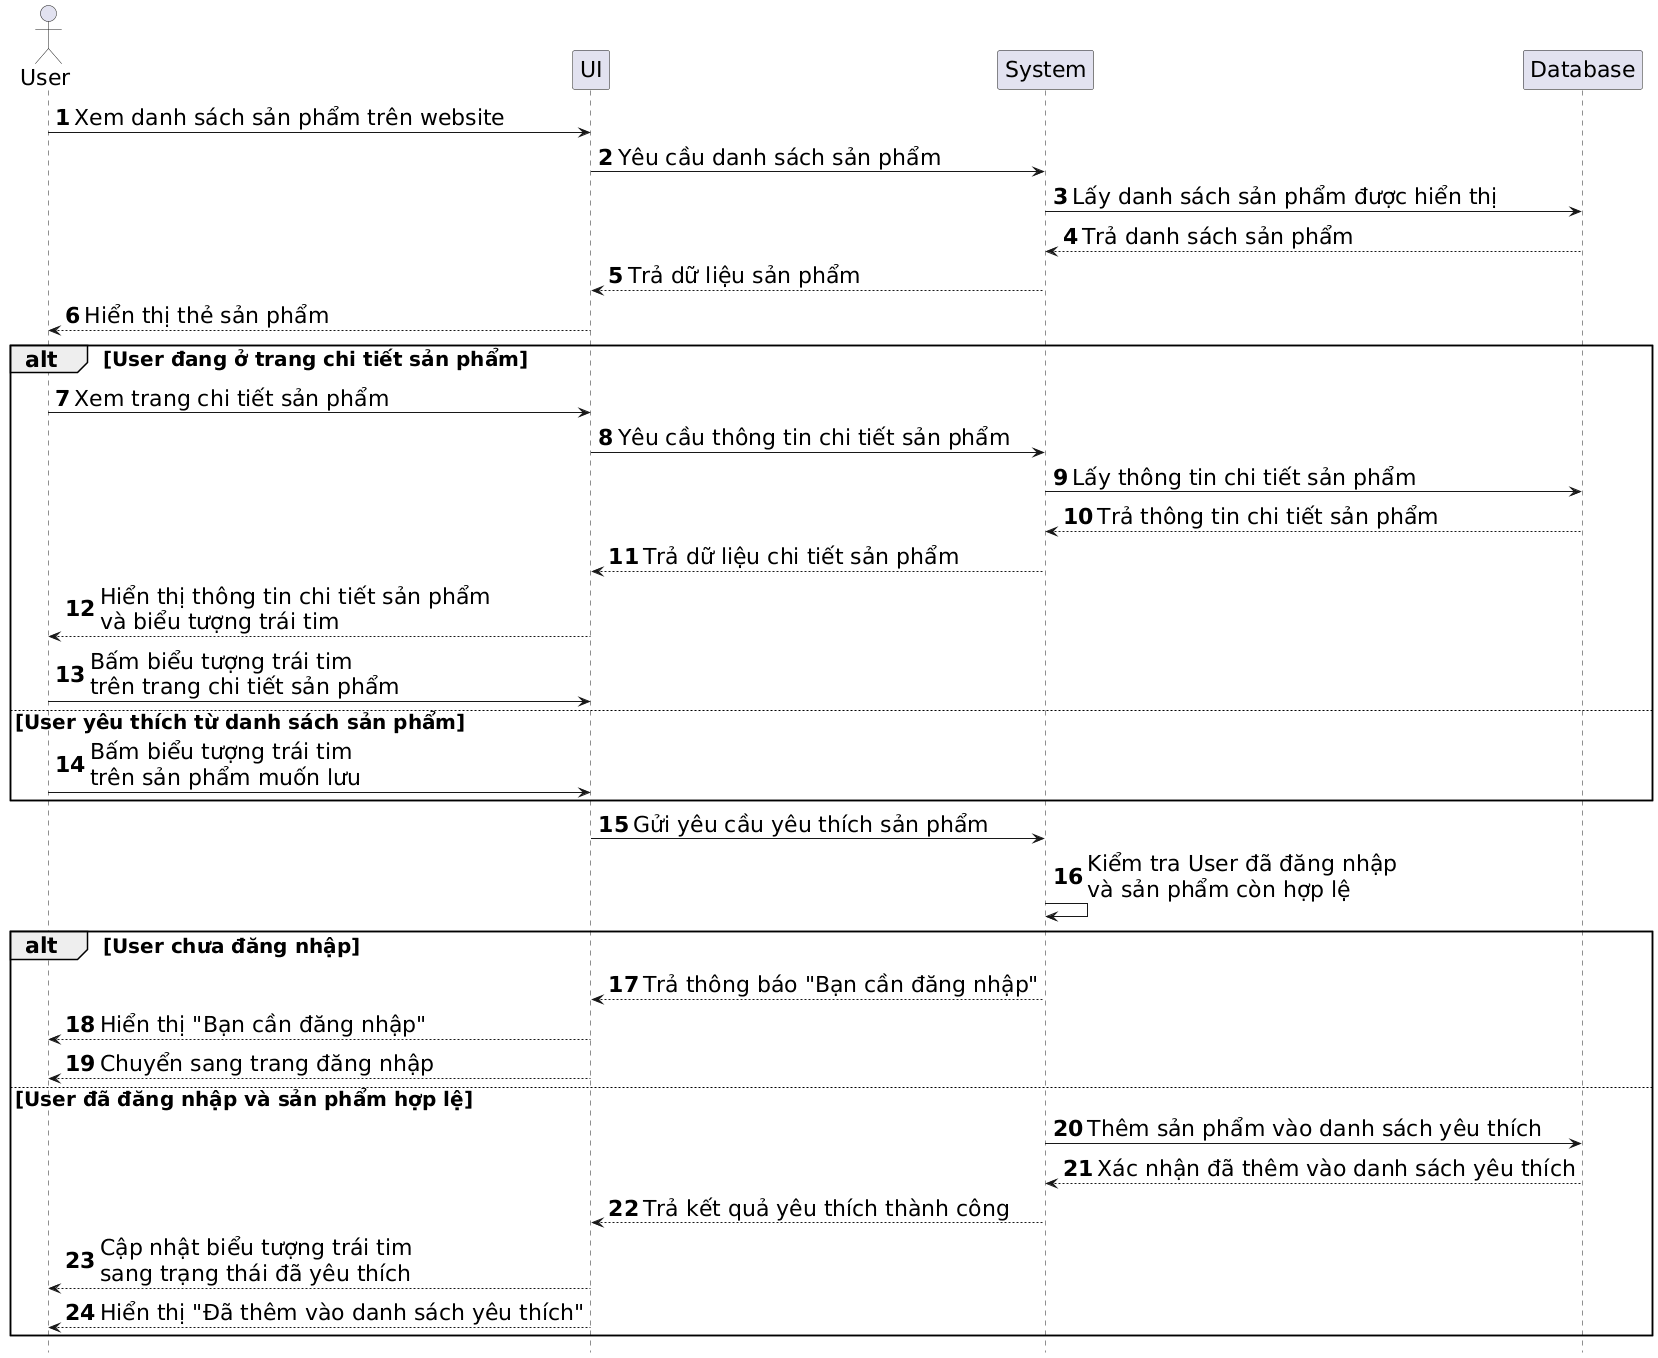 User
UI
System
Database
1 Xem danh sách sản phẩm trên website
2 Yêu cầu danh sách sản phẩm
3 Lấy danh sách sản phẩm được hiển thị
4 Trả danh sách sản phẩm
5 Trả dữ liệu sản phẩm
6 Hiển thị thẻ sản phẩm
alt [User đang ở trang chi tiết sản phẩm]
7 Xem trang chi tiết sản phẩm
8 Yêu cầu thông tin chi tiết sản phẩm
9 Lấy thông tin chi tiết sản phẩm
10 Trả thông tin chi tiết sản phẩm
11 Trả dữ liệu chi tiết sản phẩm
12 Hiển thị thông tin chi tiết sản phẩm
và biểu tượng trái tim
13 Bấm biểu tượng trái tim
trên trang chi tiết sản phẩm
[User yêu thích từ danh sách sản phẩm]
14 Bấm biểu tượng trái tim
trên sản phẩm muốn lưu
15 Gửi yêu cầu yêu thích sản phẩm
16 Kiểm tra User đã đăng nhập
và sản phẩm còn hợp lệ
alt [User chưa đăng nhập]
17 Trả thông báo "Bạn cần đăng nhập"
18 Hiển thị "Bạn cần đăng nhập"
19 Chuyển sang trang đăng nhập
[User đã đăng nhập và sản phẩm hợp lệ]
20 Thêm sản phẩm vào danh sách yêu thích
21 Xác nhận đã thêm vào danh sách yêu thích
22 Trả kết quả yêu thích thành công
23 Cập nhật biểu tượng trái tim
sang trạng thái đã yêu thích
24 Hiển thị "Đã thêm vào danh sách yêu thích"